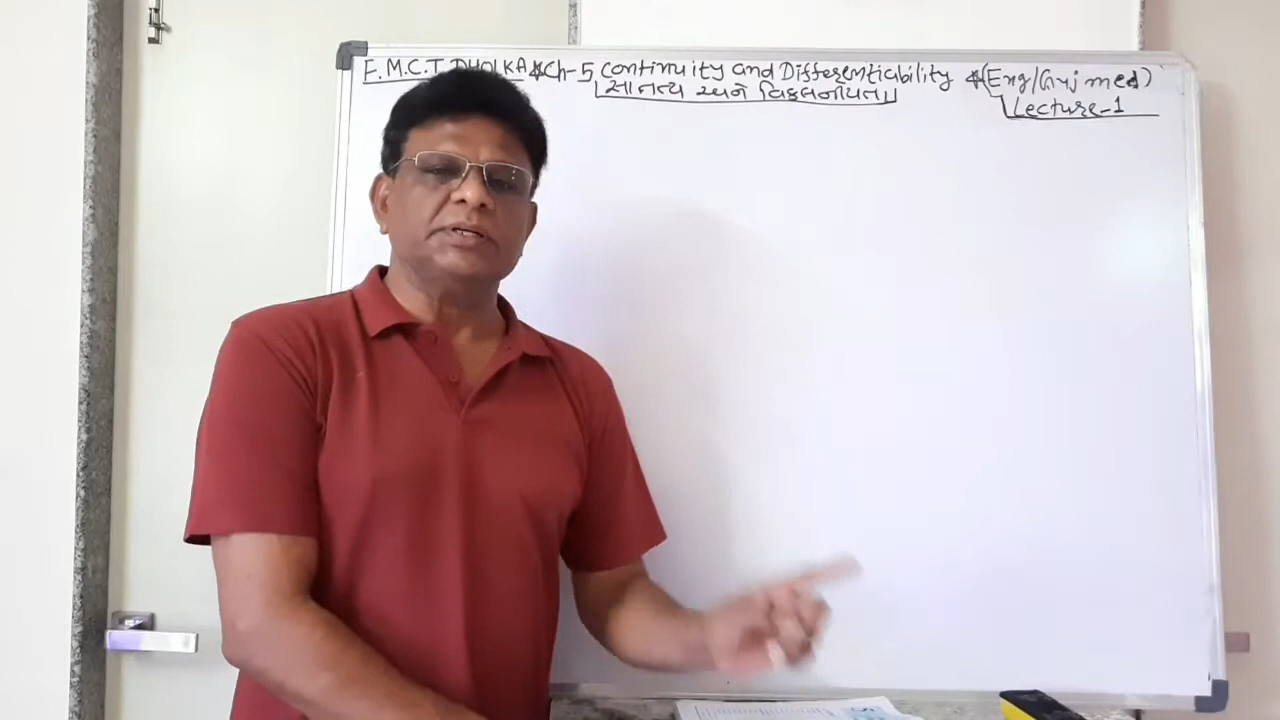 F.M.C.T. DHOLKA * Ch-5 Continuity and Differentiability * (Eng/Guj med)
સાતત્ય અને વિકલનીયતા
Lecture-1